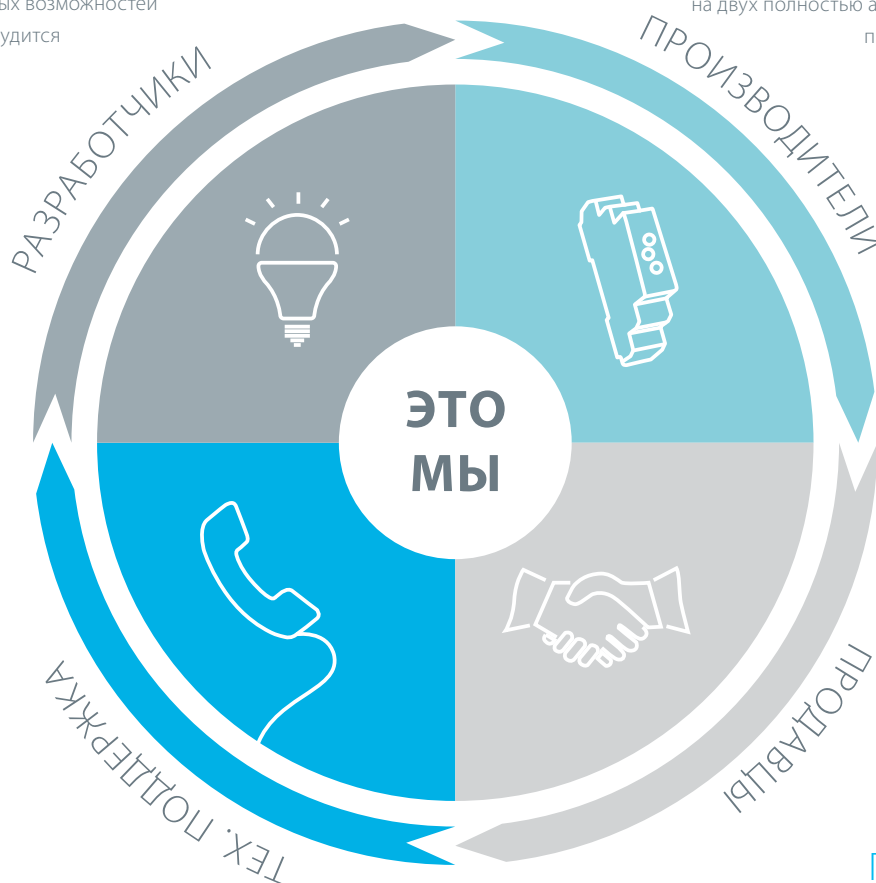 ых возможностей
удится
на двух полностью а
п
РАЗРАБОТЧИКИ
ПРОИЗВОДИТЕЛИ
ЭТО
МЫ
ТЕХ. ПОДДЕРЖКА
ПРОДАВЦЫ